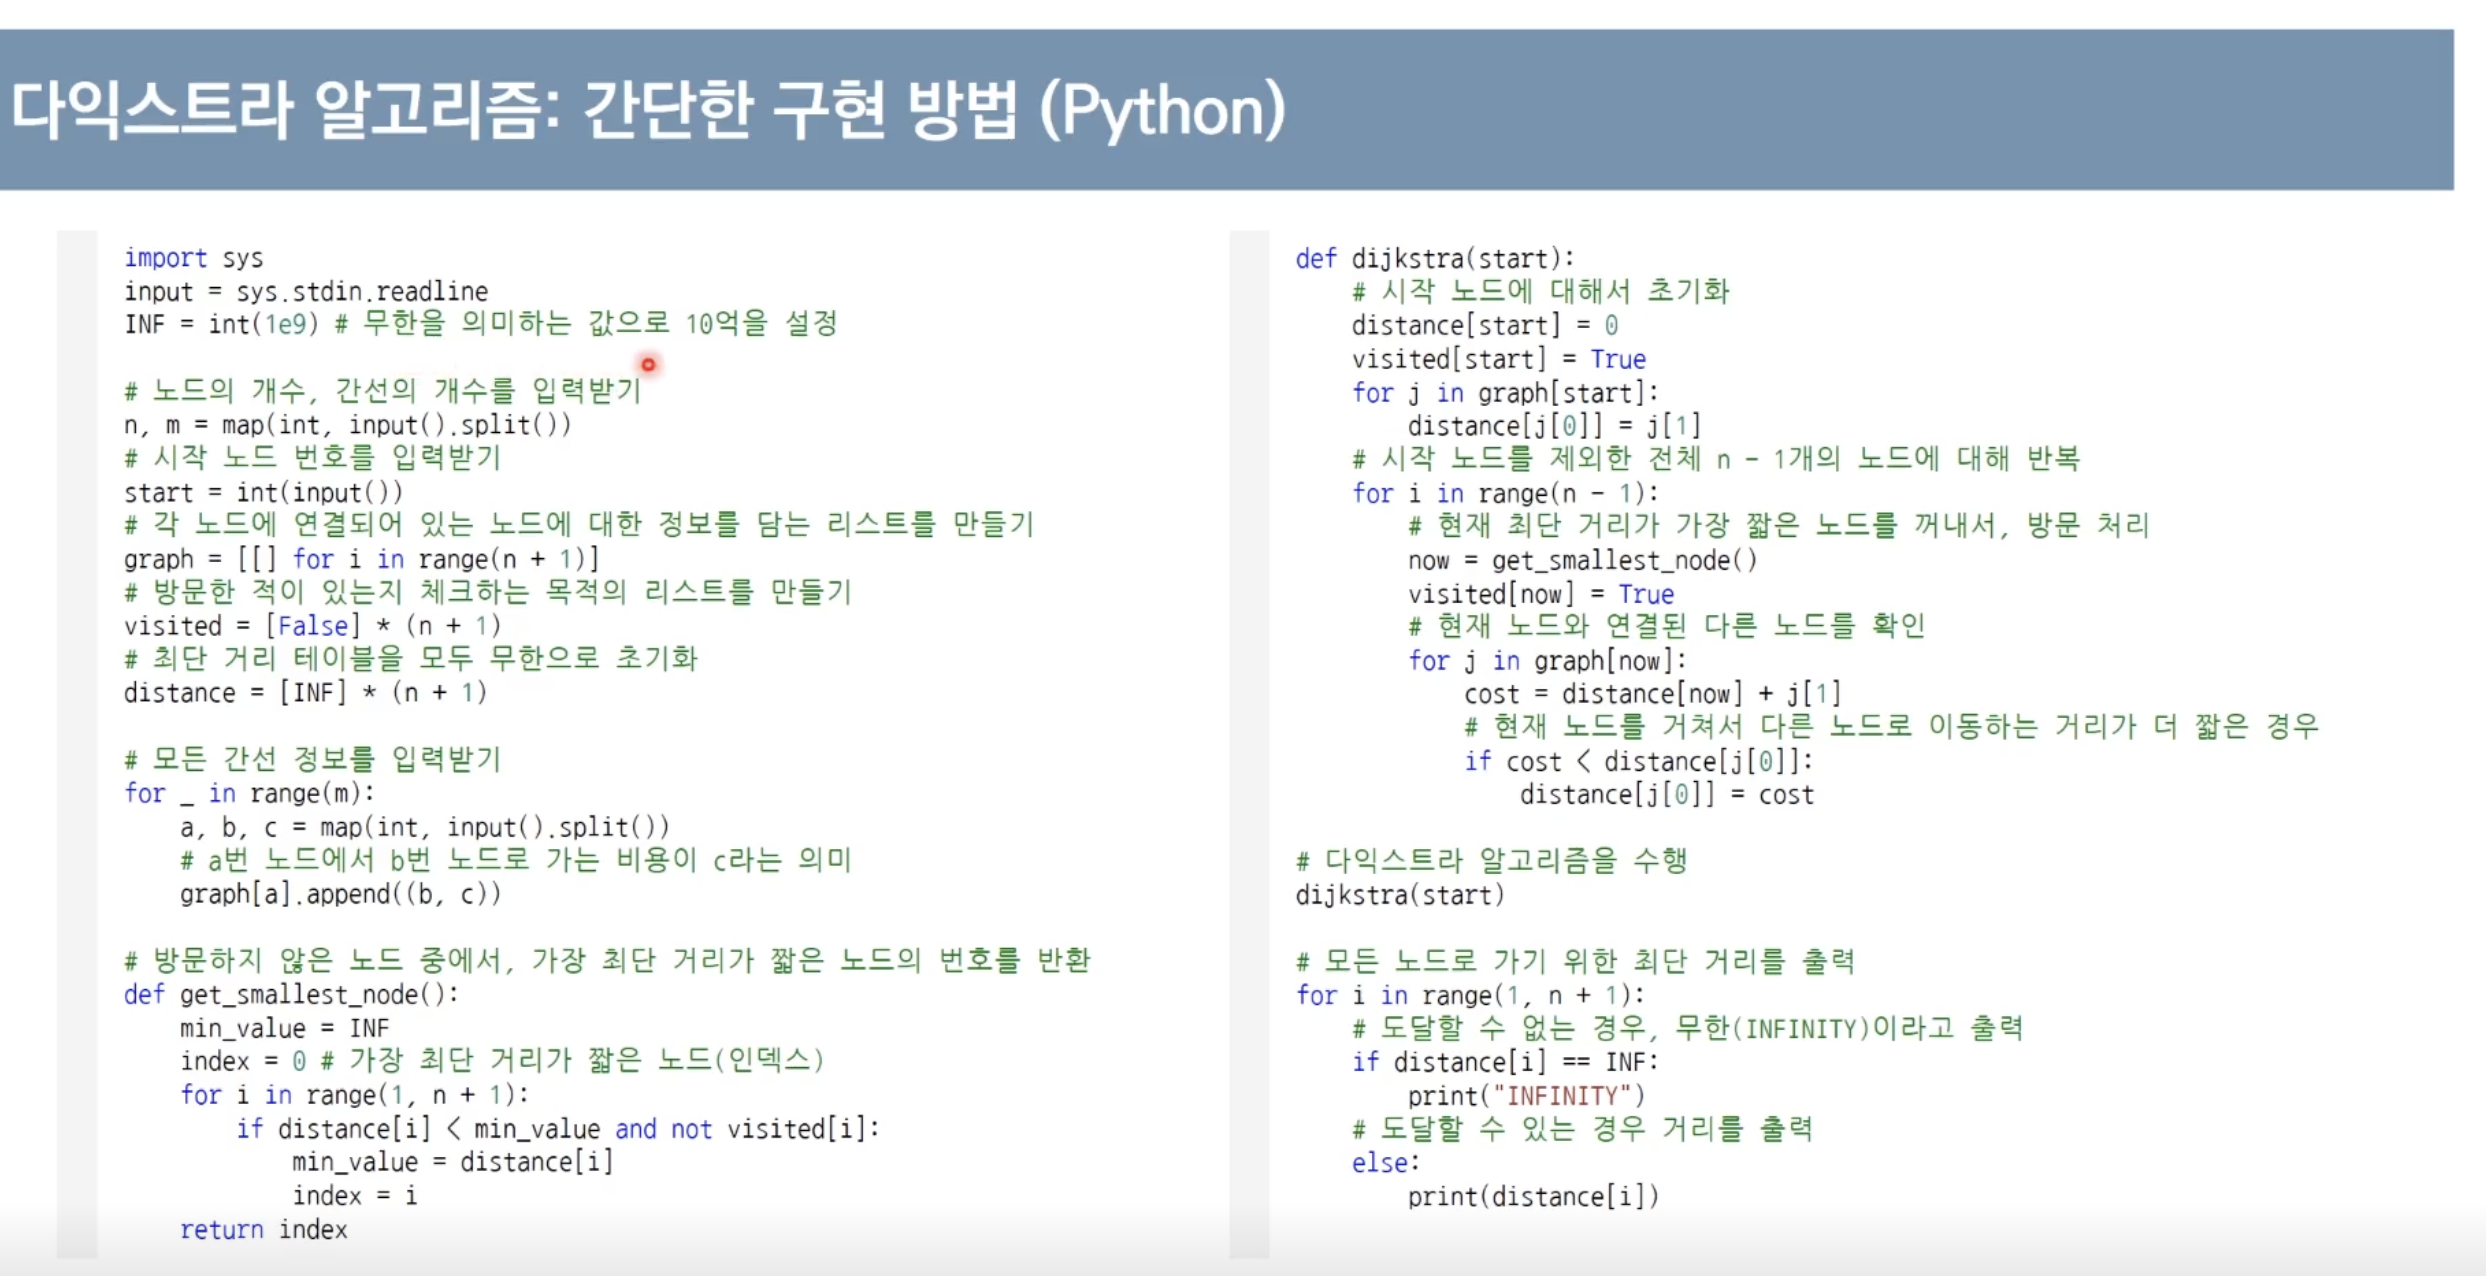 다익스트라 알고리즘: 간단한 구현 방법 (Python)
import sys
input = sys.stdin.readline
INF = int(1e9) # 무한을 의미하는 값으로 10억을 설정

# 노드의 개수, 간선의 개수를 입력받기
n, m = map(int, input().split())
# 시작 노드 번호를 입력받기
start = int(input())
# 각 노드에 연결되어 있는 노드에 대한 정보를 담는 리스트를 만들기
graph = [[] for i in range(n + 1)]
# 방문한 적이 있는지 체크하는 목적의 리스트를 만들기
visited = [False] * (n + 1)
# 최단 거리 테이블을 모두 무한으로 초기화
distance = [INF] * (n + 1)

# 모든 간선 정보를 입력받기
for _ in range(m):
    a, b, c = map(int, input().split())
    # a번 노드에서 b번 노드로 가는 비용이 c라는 의미
    graph[a].append((b, c))

# 방문하지 않은 노드 중에서, 가장 최단 거리가 짧은 노드의 번호를 반환
def get_smallest_node():
    min_value = INF
    index = 0 # 가장 최단 거리가 짧은 노드(인덱스)
    for i in range(1, n + 1):
        if distance[i] < min_value and not visited[i]:
            min_value = distance[i]
            index = i
    return index

def dijkstra(start):
    # 시작 노드에 대해서 초기화
    distance[start] = 0
    visited[start] = True
    for j in graph[start]:
        distance[j[0]] = j[1]
    # 시작 노드를 제외한 전체 n - 1개의 노드에 대해 반복
    for i in range(n - 1):
        # 현재 최단 거리가 가장 짧은 노드를 꺼내서, 방문 처리
        now = get_smallest_node()
        visited[now] = True
        # 현재 노드와 연결된 다른 노드를 확인
        for j in graph[now]:
            cost = distance[now] + j[1]
            # 현재 노드를 거쳐서 다른 노드로 이동하는 거리가 더 짧은 경우
            if cost < distance[j[0]]:
                distance[j[0]] = cost

# 다익스트라 알고리즘을 수행
dijkstra(start)

# 모든 노드로 가기 위한 최단 거리를 출력
for i in range(1, n + 1):
    # 도달할 수 없는 경우, 무한(INFINITY)이라고 출력
    if distance[i] == INF:
        print("INFINITY")
    # 도달할 수 있는 경우 거리를 출력
    else:
        print(distance[i])